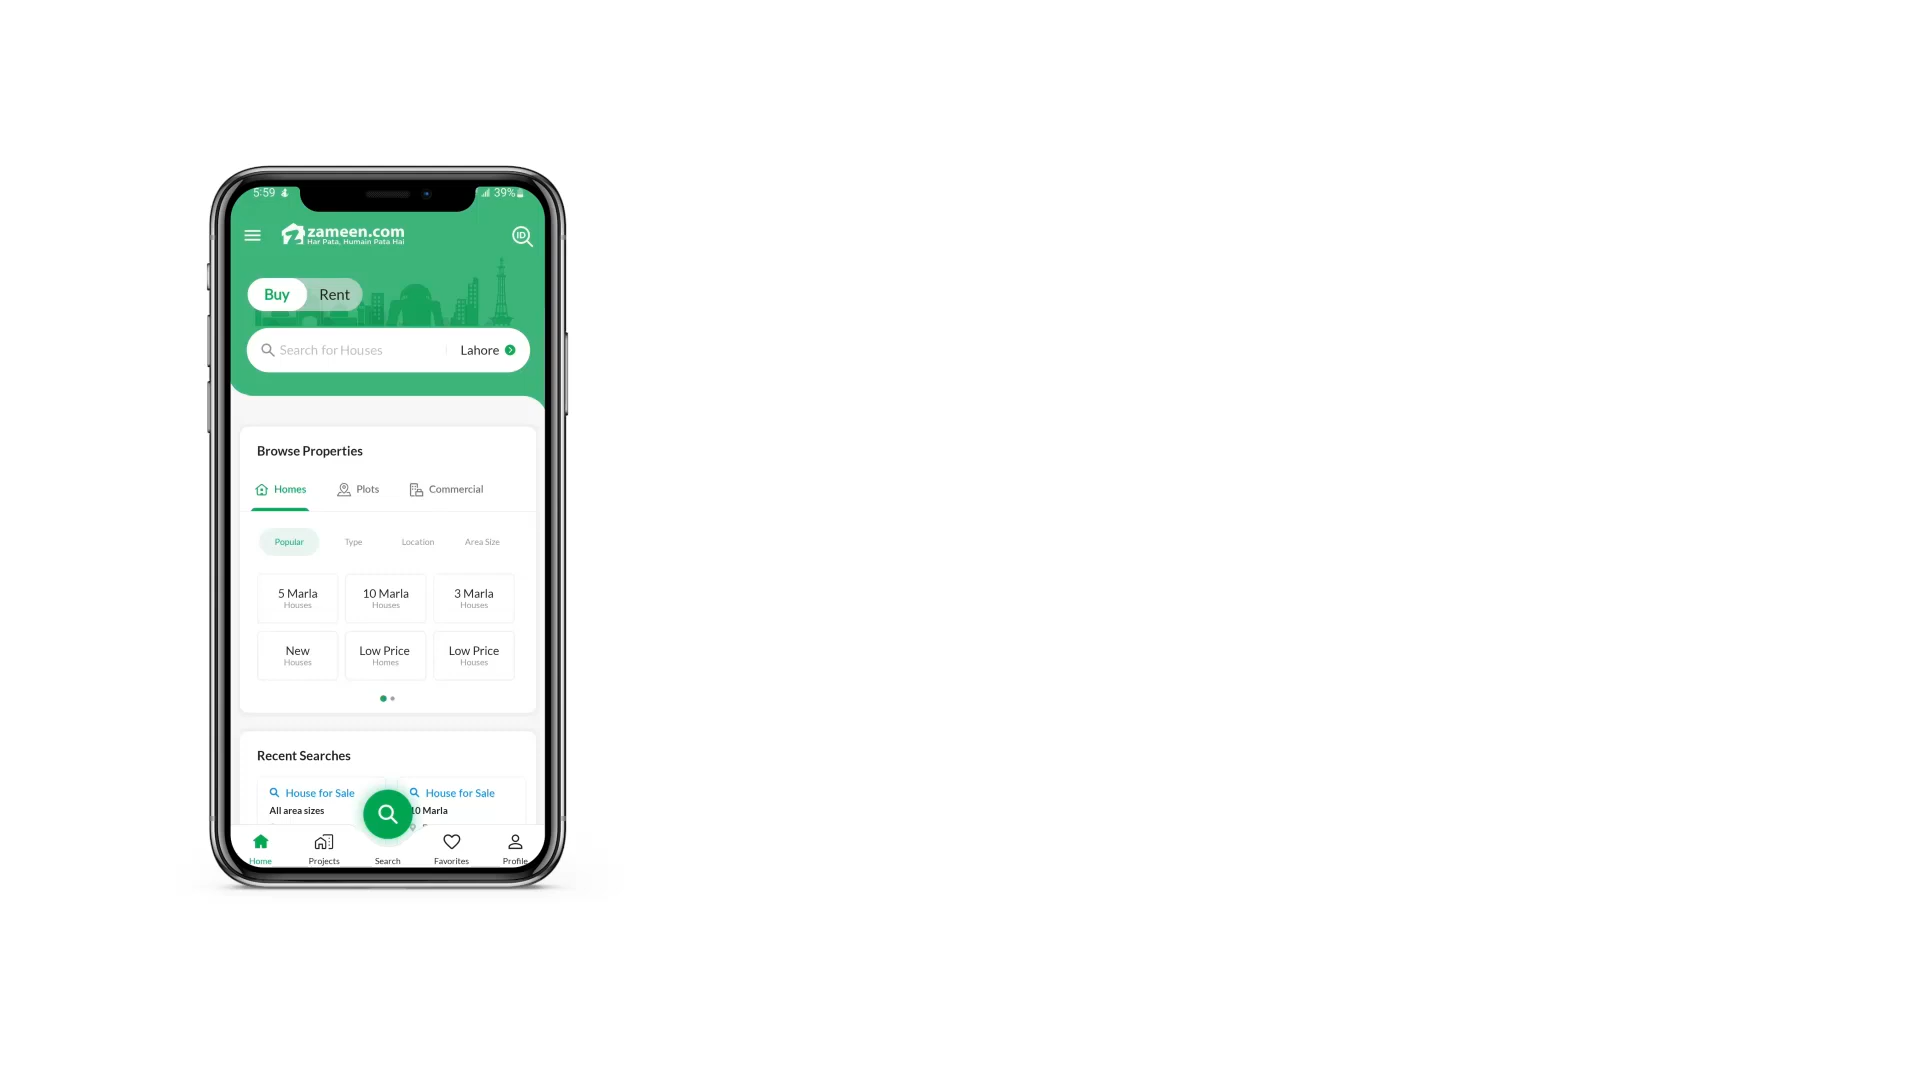 5:59
39%
zameen.com
Har Pata, Humain Pata Hai
ID
Buy Rent
Search for Houses Lahore
Browse Properties
Homes Plots Commercial
Popular Type Location Area Size
5 Marla 10 Marla 3 Marla
Houses Houses Houses
New Low Price Low Price
Houses Homes Houses
Recent Searches
House for Sale House for Sale
All area sizes 10 Marla
Home Projects Search Favorites Profile